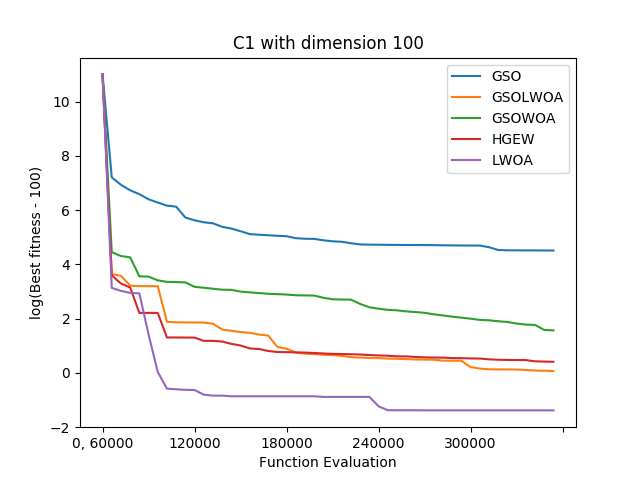 C1 with dimension 100
log(Best fitness - 100)
10
8
6
4
2
0
−2
GSO
GSOLWOA
GSOWOA
HGEW
LWOA
0, 60000 120000 180000 240000 300000
Function Evaluation